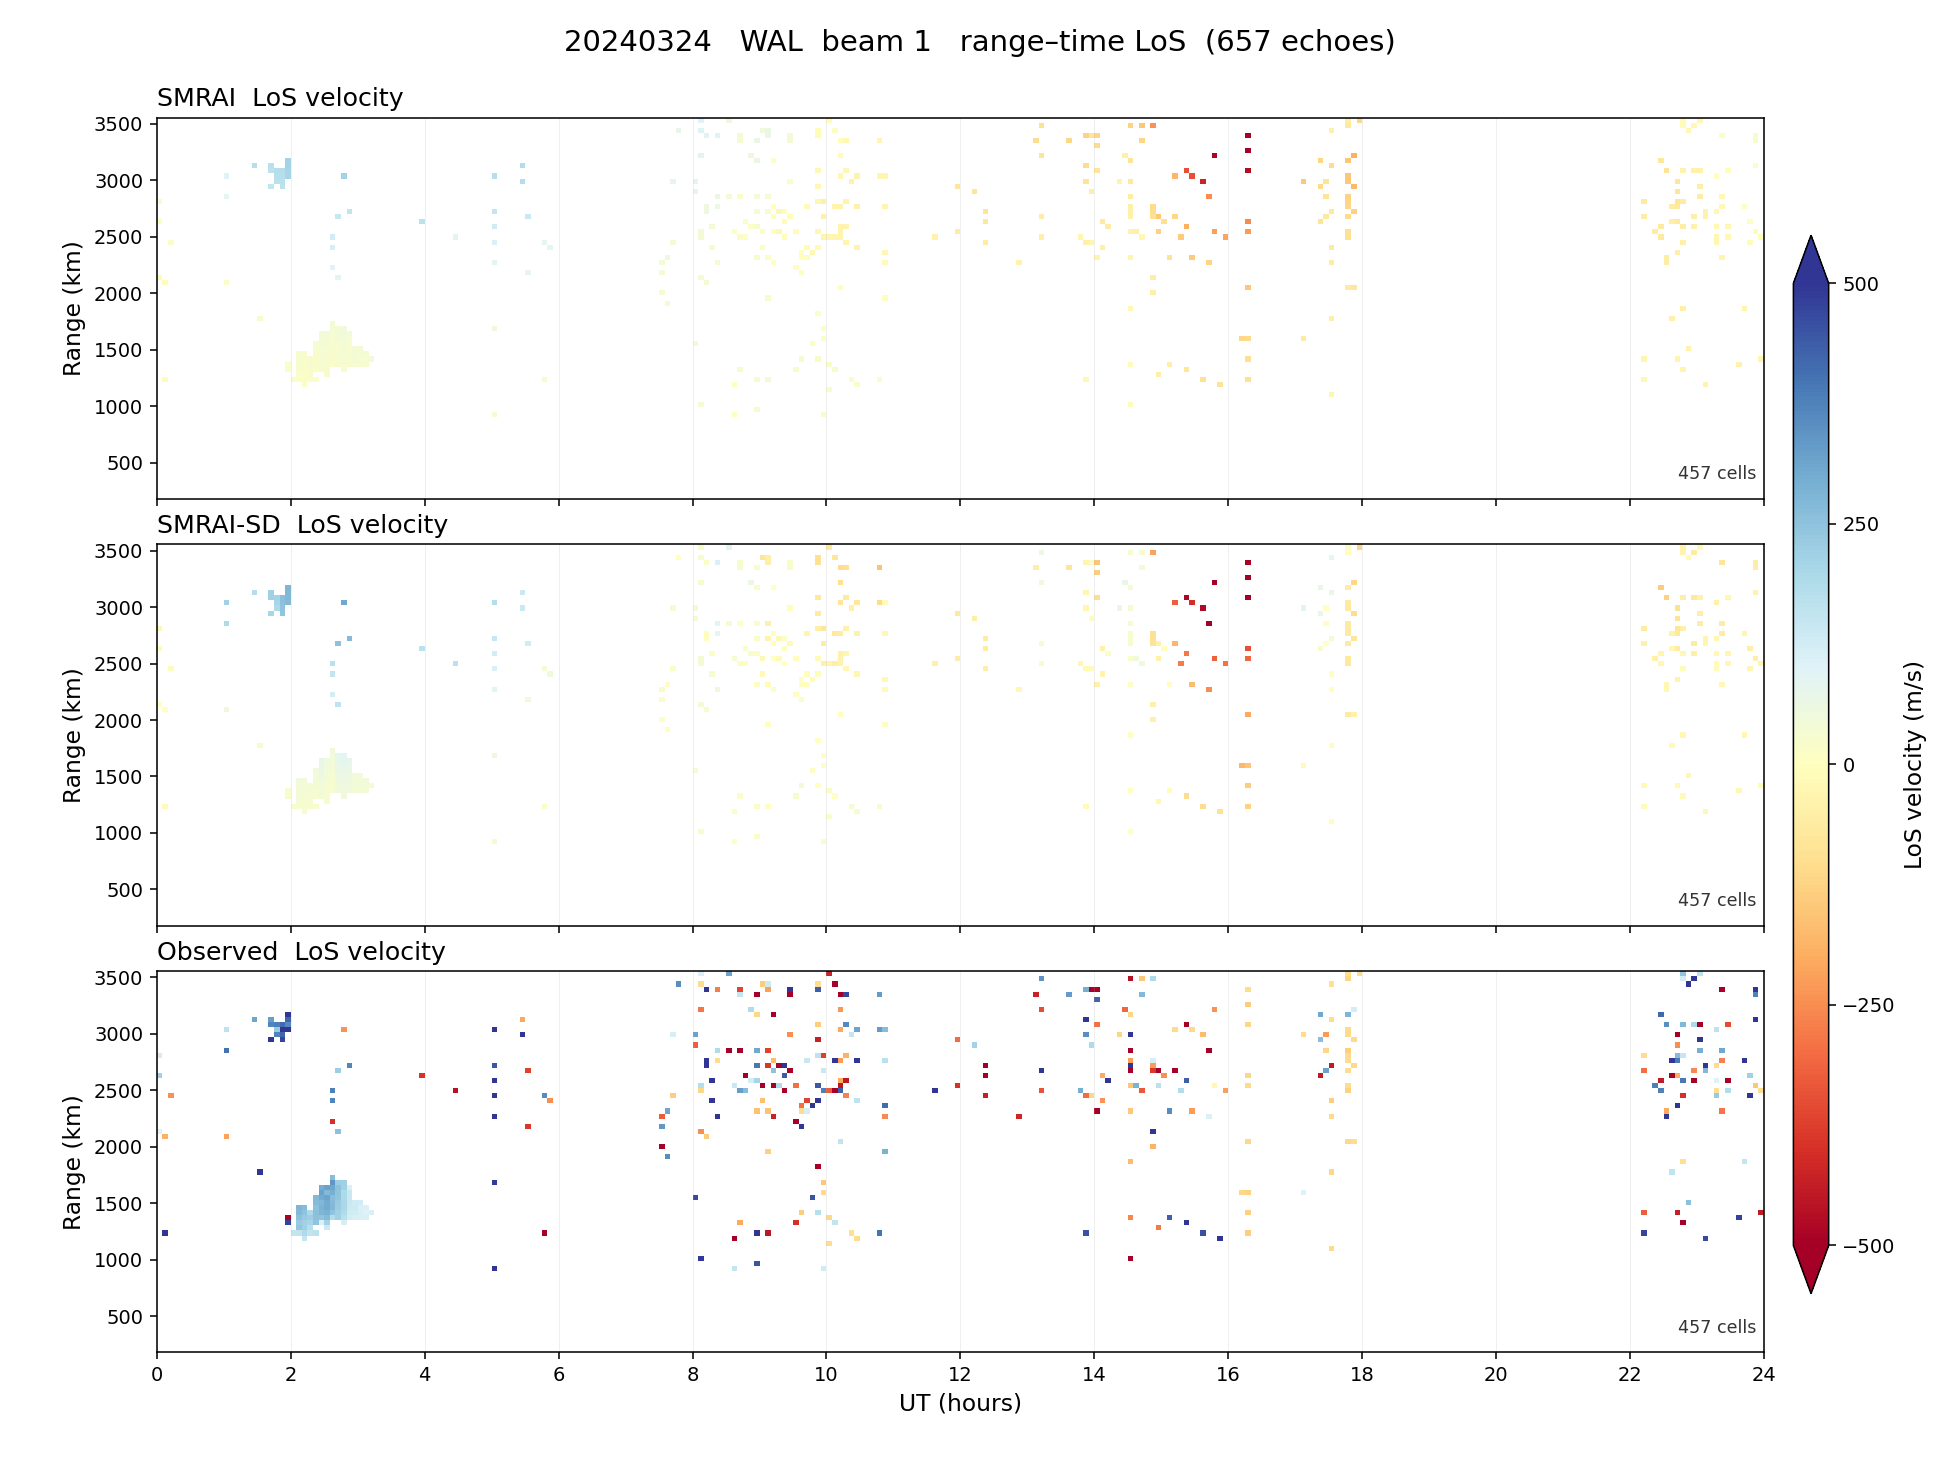 20240324   WAL  beam 1   range–time LoS  (657 echoes)
SMRAI  LoS velocity
3500
3000
2500
2000
1500
1000
500
Range (km)
457 cells
SMRAI-SD  LoS velocity
3500
3000
2500
2000
1500
1000
500
Range (km)
457 cells
Observed  LoS velocity
3500
3000
2500
2000
1500
1000
500
Range (km)
457 cells
0 2 4 6 8 10 12 14 16 18 20 22 24
UT (hours)
500
250
0
−250
−500
LoS velocity (m/s)